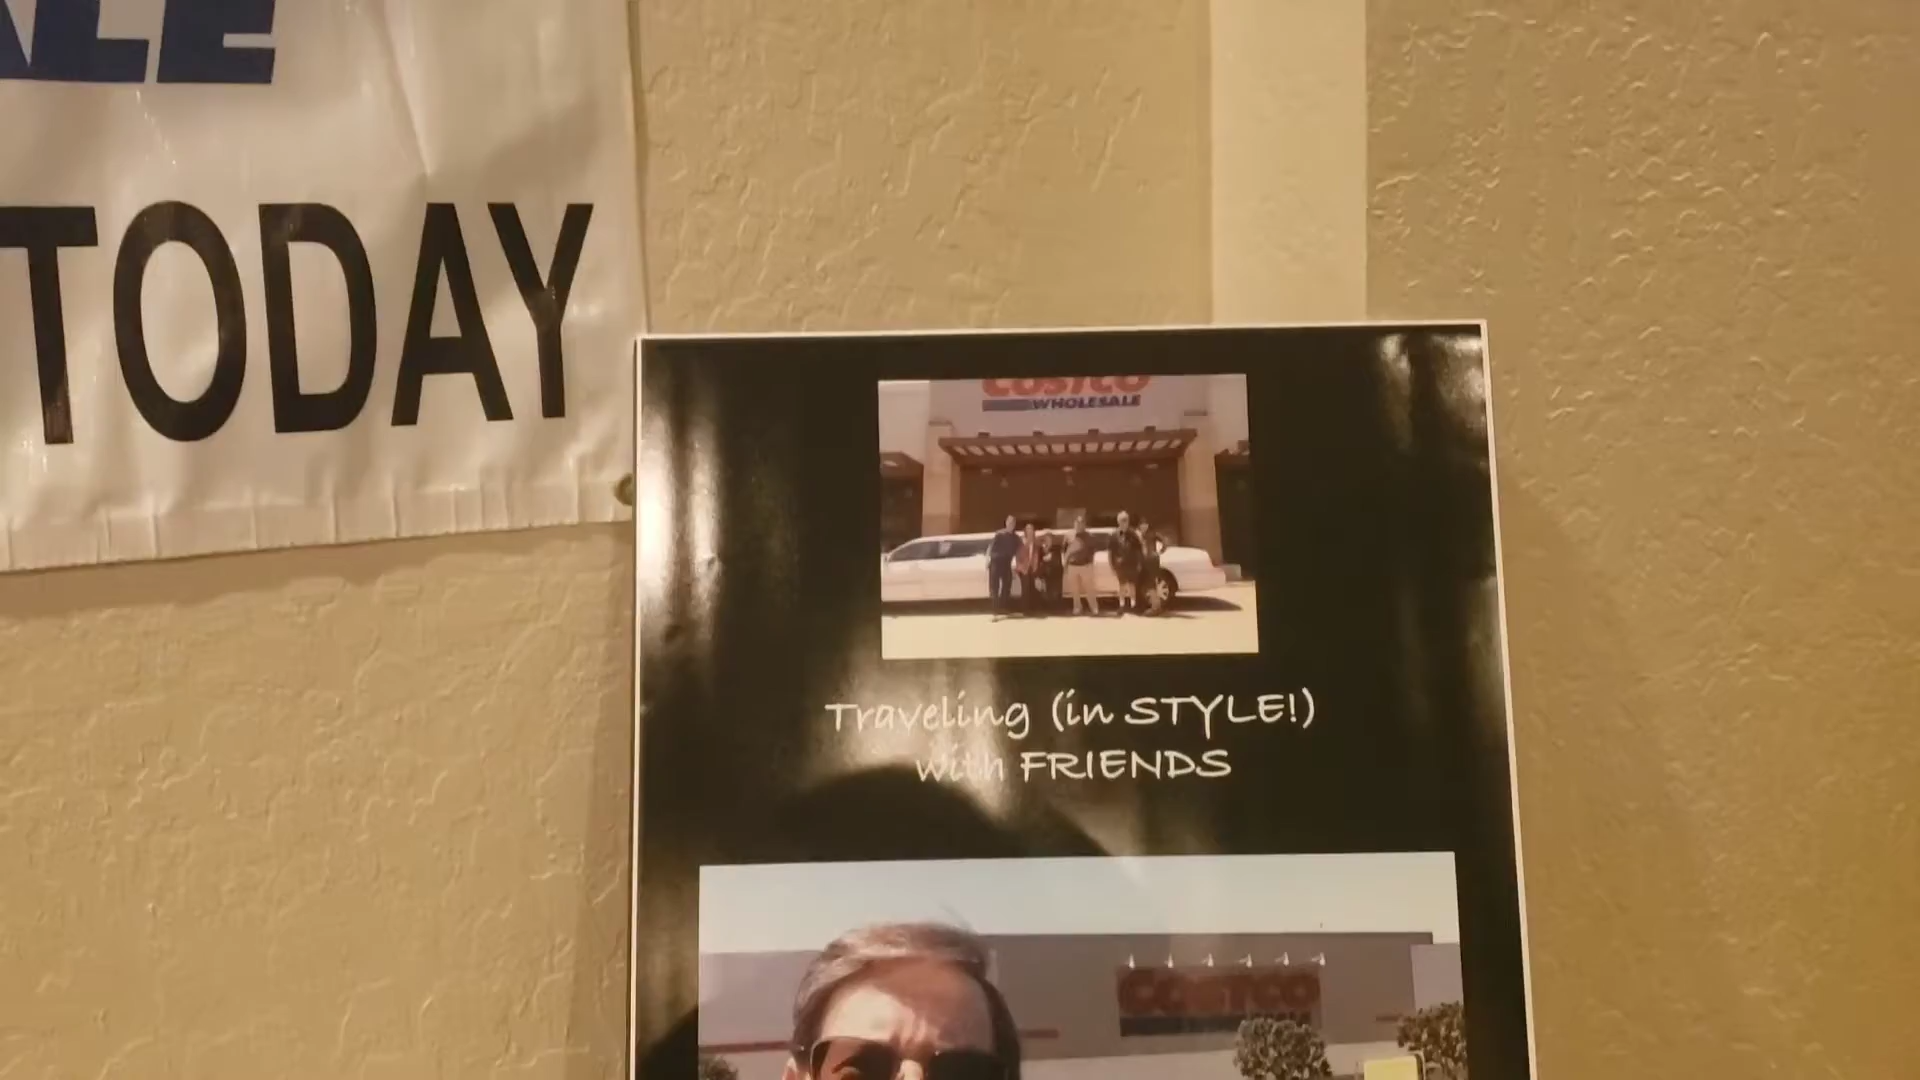 TODAY
COSTCO
WHOLESALE
Traveling (in STYLE!)
with FRIENDS
COSTCO